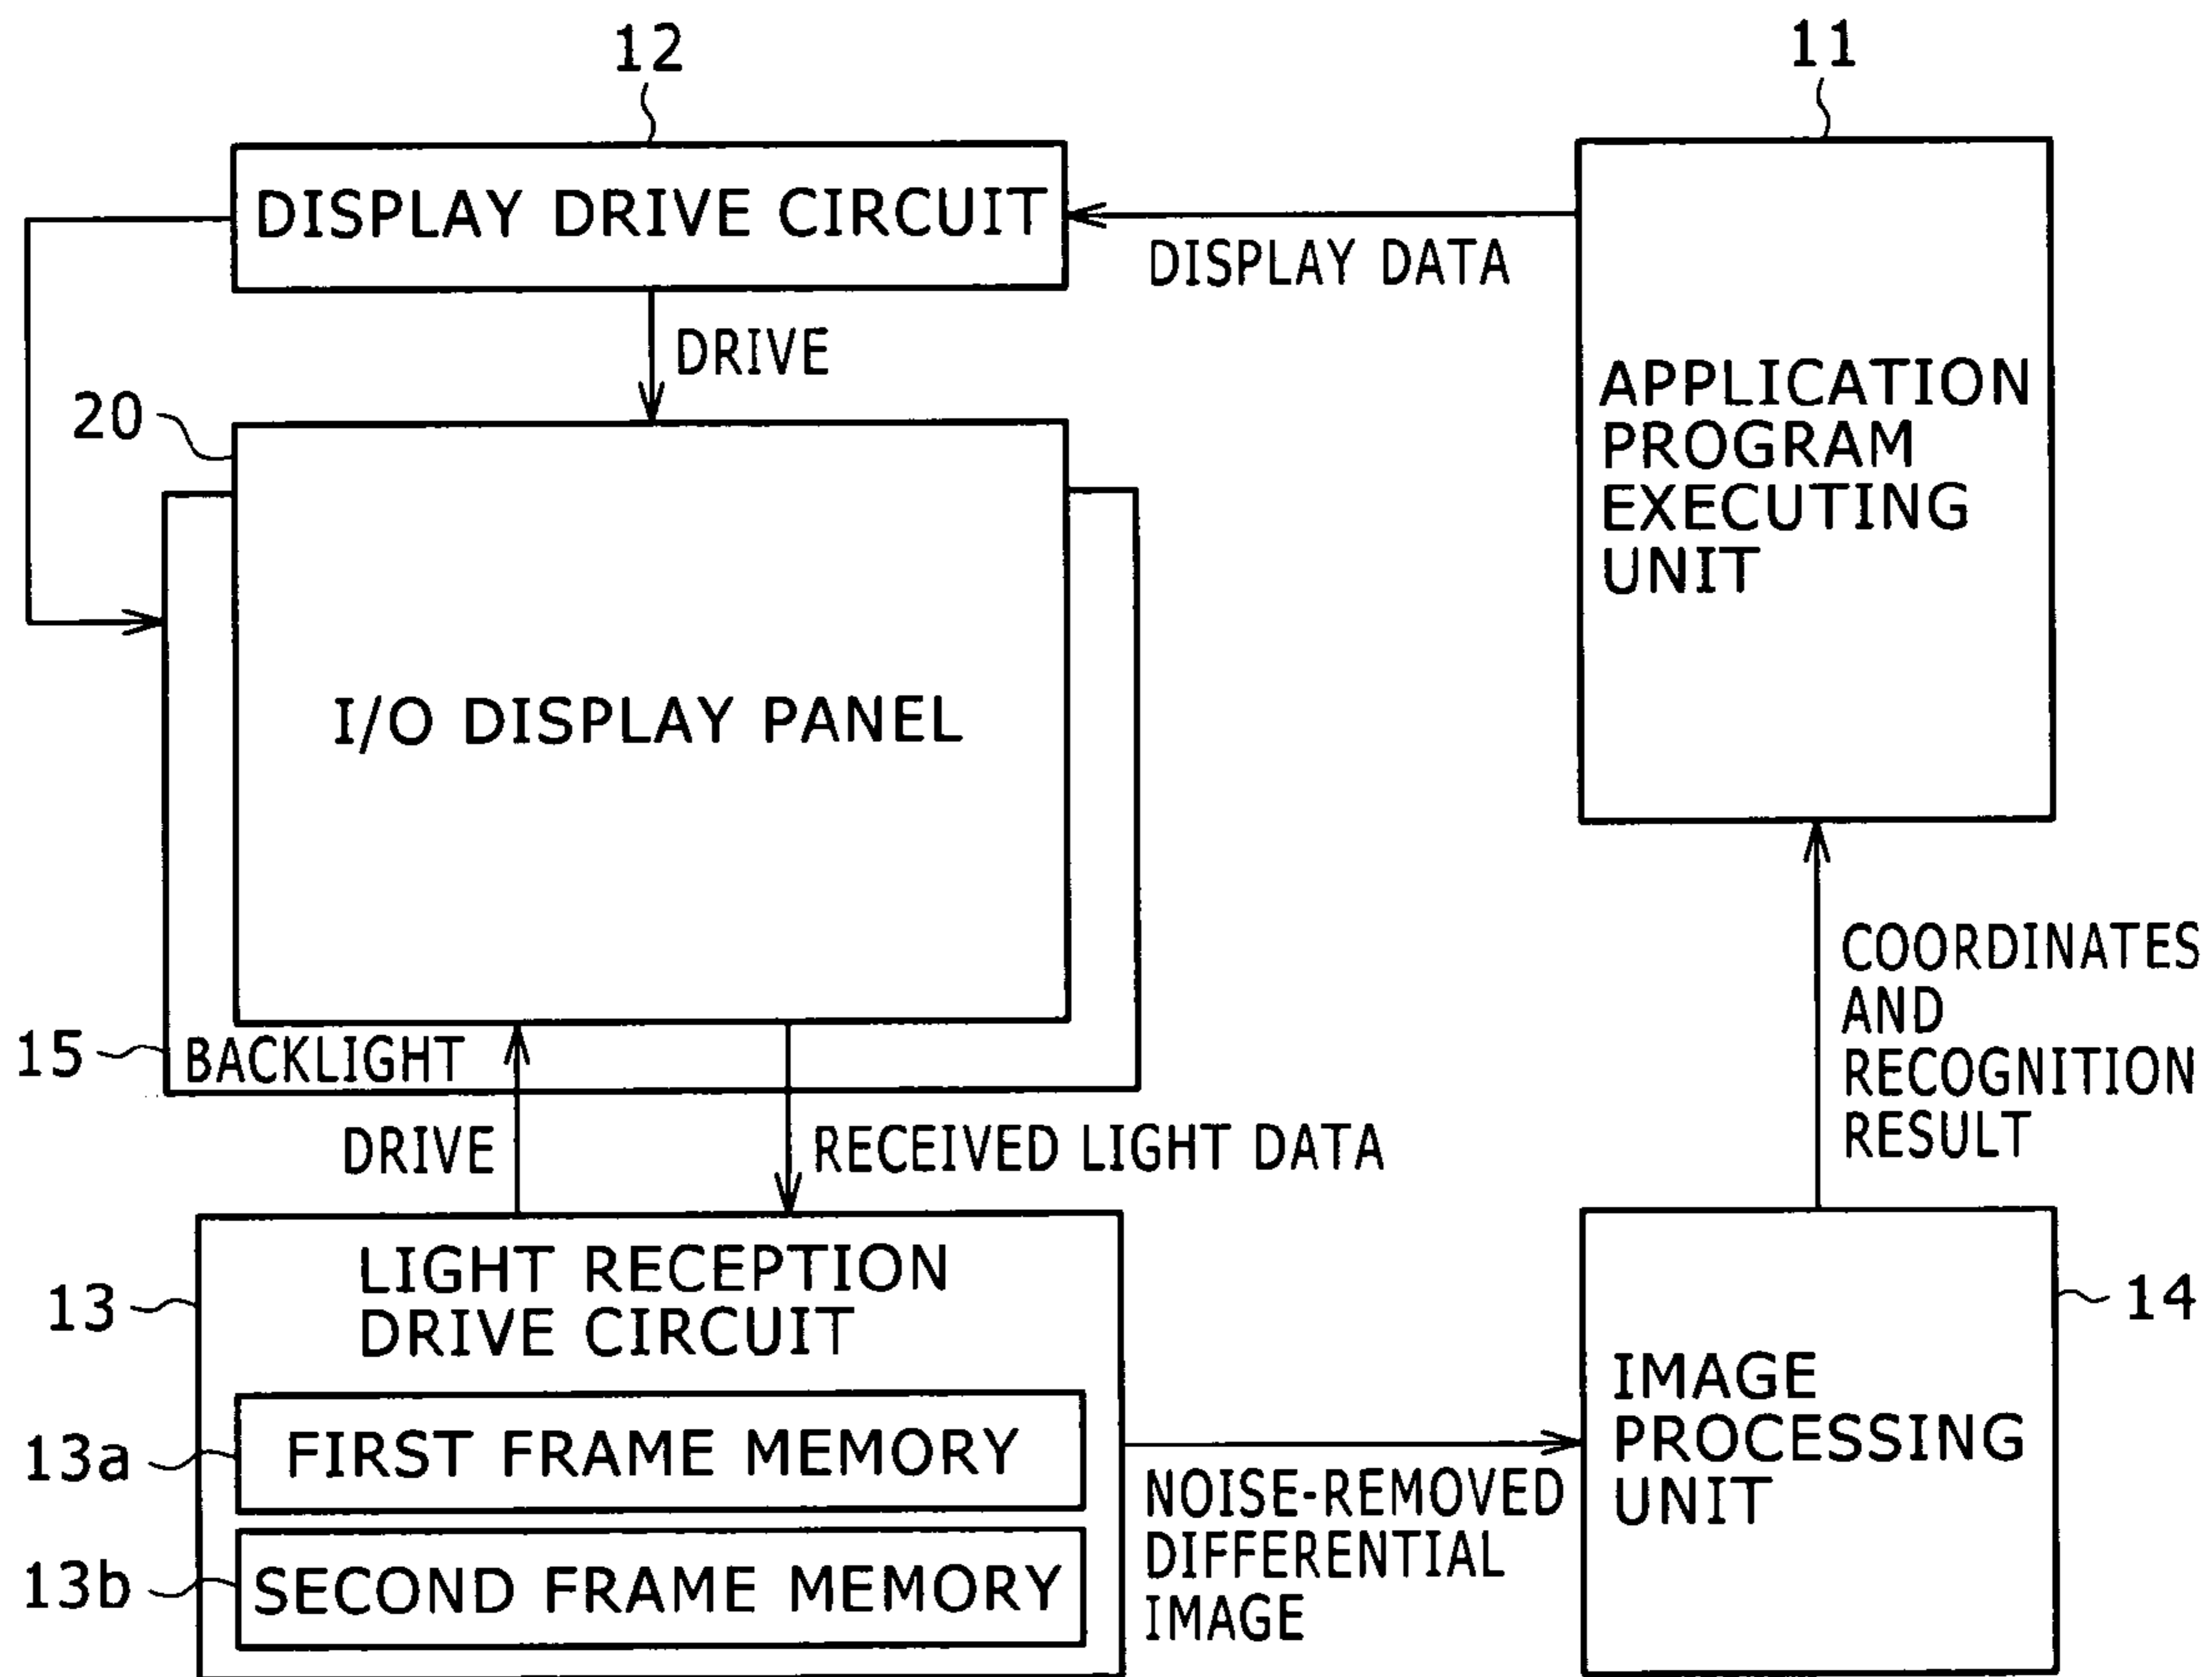 12
11
DISPLAY DRIVE CIRCUIT
DISPLAY DATA
DRIVE
APPLICATION
PROGRAM
EXECUTING
UNIT
20
I/O DISPLAY PANEL
15
BACKLIGHT
COORDINATES
AND
RECOGNITION
RESULT
DRIVE
RECEIVED LIGHT DATA
13
LIGHT RECEPTION
DRIVE CIRCUIT
14
IMAGE
PROCESSING
UNIT
13a
FIRST FRAME MEMORY
NOISE-REMOVED
DIFFERENTIAL
IMAGE
13b
SECOND FRAME MEMORY